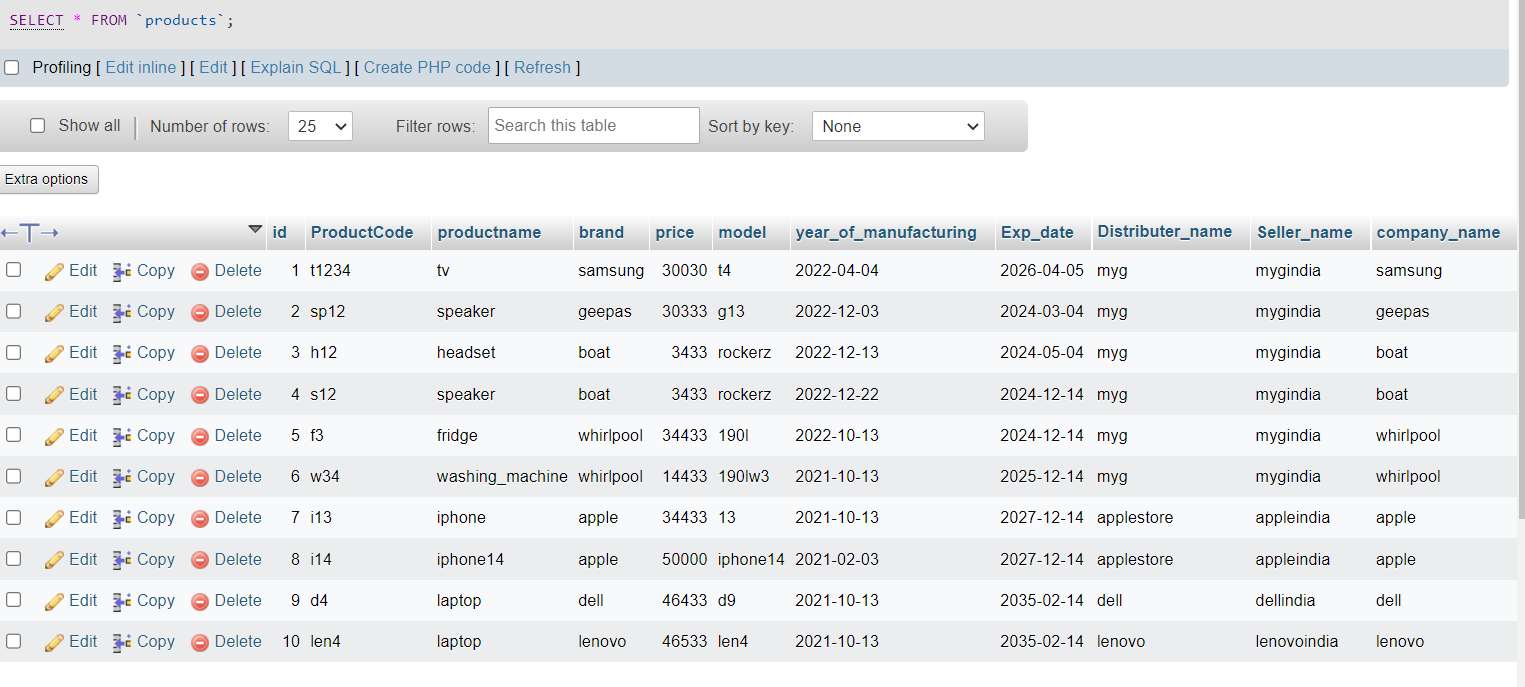 SELECT * FROM `products`;
Profiling [ Edit inline ] [ Edit ] [ Explain SQL ] [ Create PHP code ] [ Refresh ]
Show all Number of rows: 25 Filter rows: Search this table Sort by key: None
Extra options
←T→ id ProductCode productname brand price model year_of_manufacturing Exp_date Distributer_name Seller_name company_name
Edit Copy Delete 1 t1234 tv samsung 30030 t4 2022-04-04 2026-04-05 myg mygindia samsung
Edit Copy Delete 2 sp12 speaker geepas 30333 g13 2022-12-03 2024-03-04 myg mygindia geepas
Edit Copy Delete 3 h12 headset boat 3433 rockerz 2022-12-13 2024-05-04 myg mygindia boat
Edit Copy Delete 4 s12 speaker boat 3433 rockerz 2022-12-22 2024-12-14 myg mygindia boat
Edit Copy Delete 5 f3 fridge whirlpool 34433 190l 2022-10-13 2024-12-14 myg mygindia whirlpool
Edit Copy Delete 6 w34 washing_machine whirlpool 14433 190lw3 2021-10-13 2025-12-14 myg mygindia whirlpool
Edit Copy Delete 7 i13 iphone apple 34433 13 2021-10-13 2027-12-14 applestore appleindia apple
Edit Copy Delete 8 i14 iphone14 apple 50000 iphone14 2021-02-03 2027-12-14 applestore appleindia apple
Edit Copy Delete 9 d4 laptop dell 46433 d9 2021-10-13 2035-02-14 dell dellindia dell
Edit Copy Delete 10 len4 laptop lenovo 46533 len4 2021-10-13 2035-02-14 lenovo lenovoindia lenovo